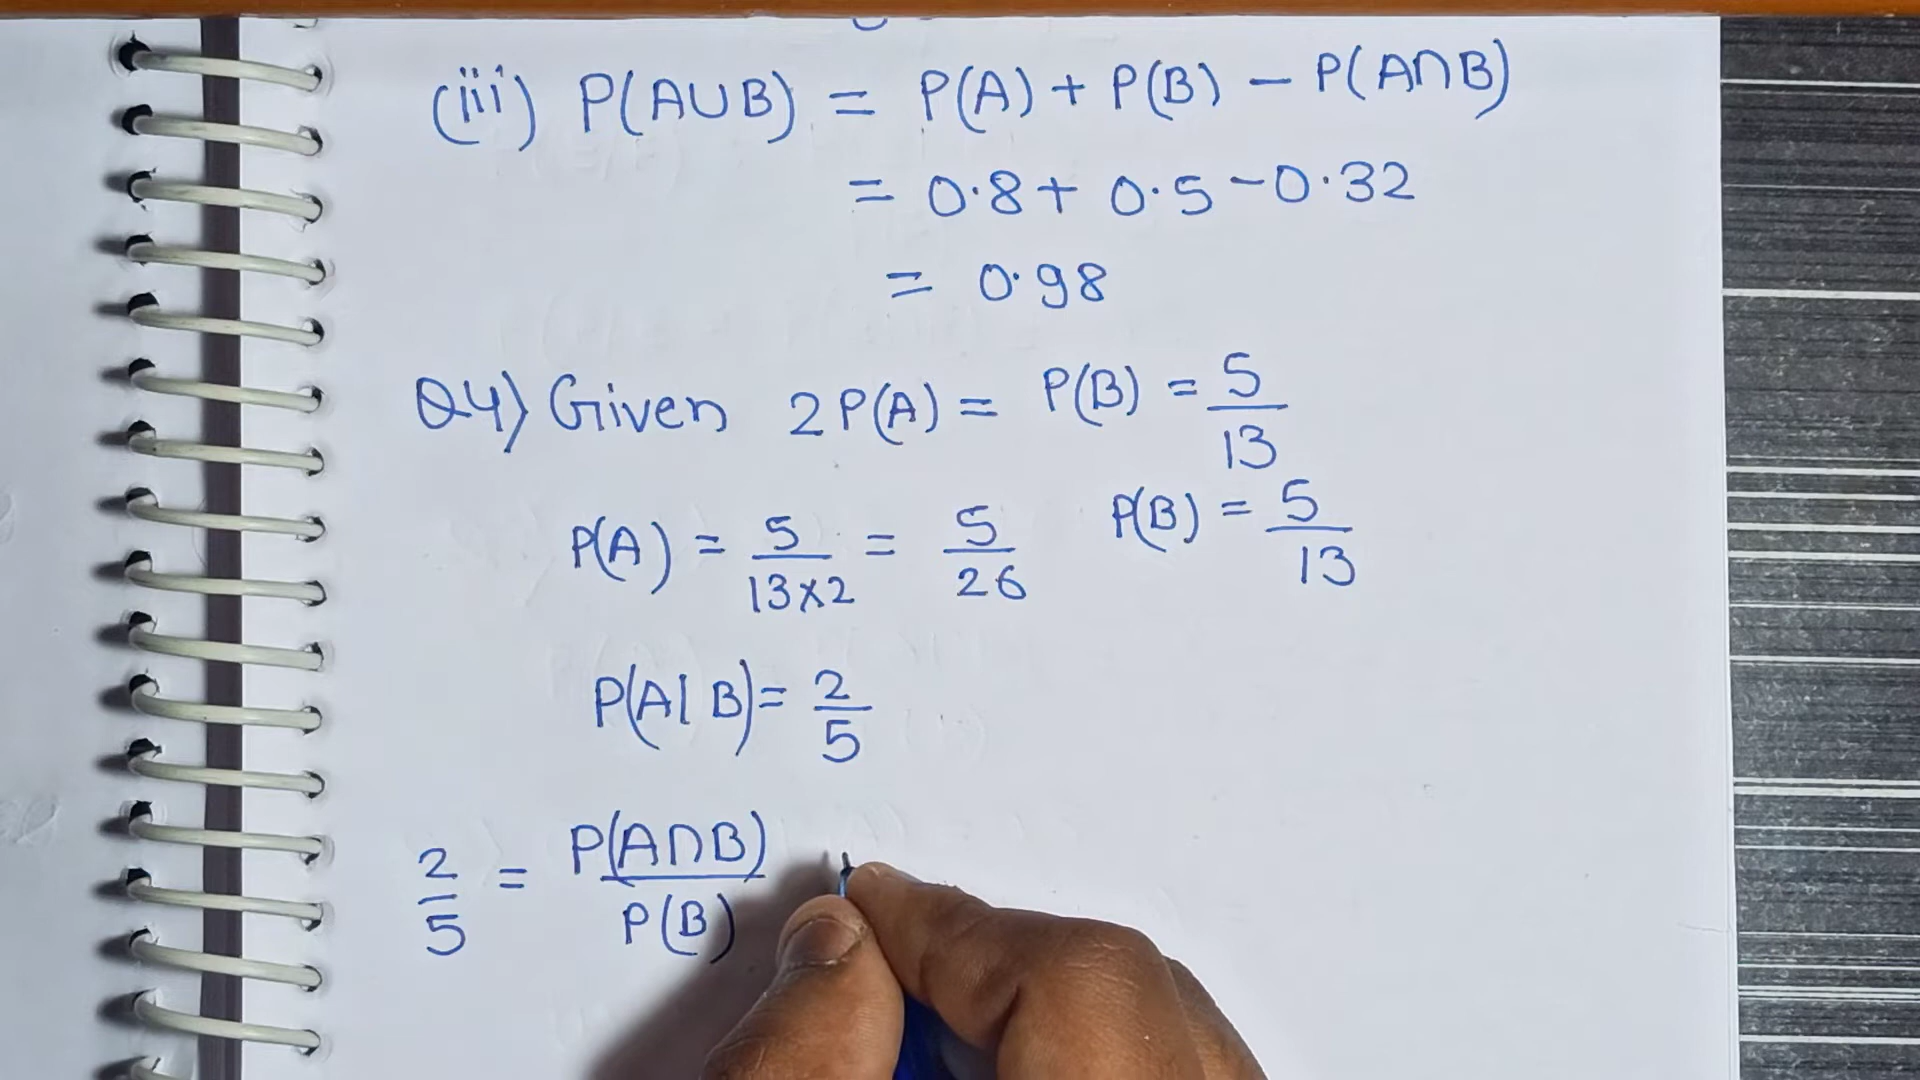 (iii) P(A∪B) = P(A) + P(B) − P(A∩B)
= 0.8 + 0.5 − 0.32
= 0.98
Q4) Given 2P(A) = P(B) = 5/13
P(A) = 5/13×2 = 5/26 P(B) = 5/13
P(A|B) = 2/5
2/5 = P(A∩B)/P(B)